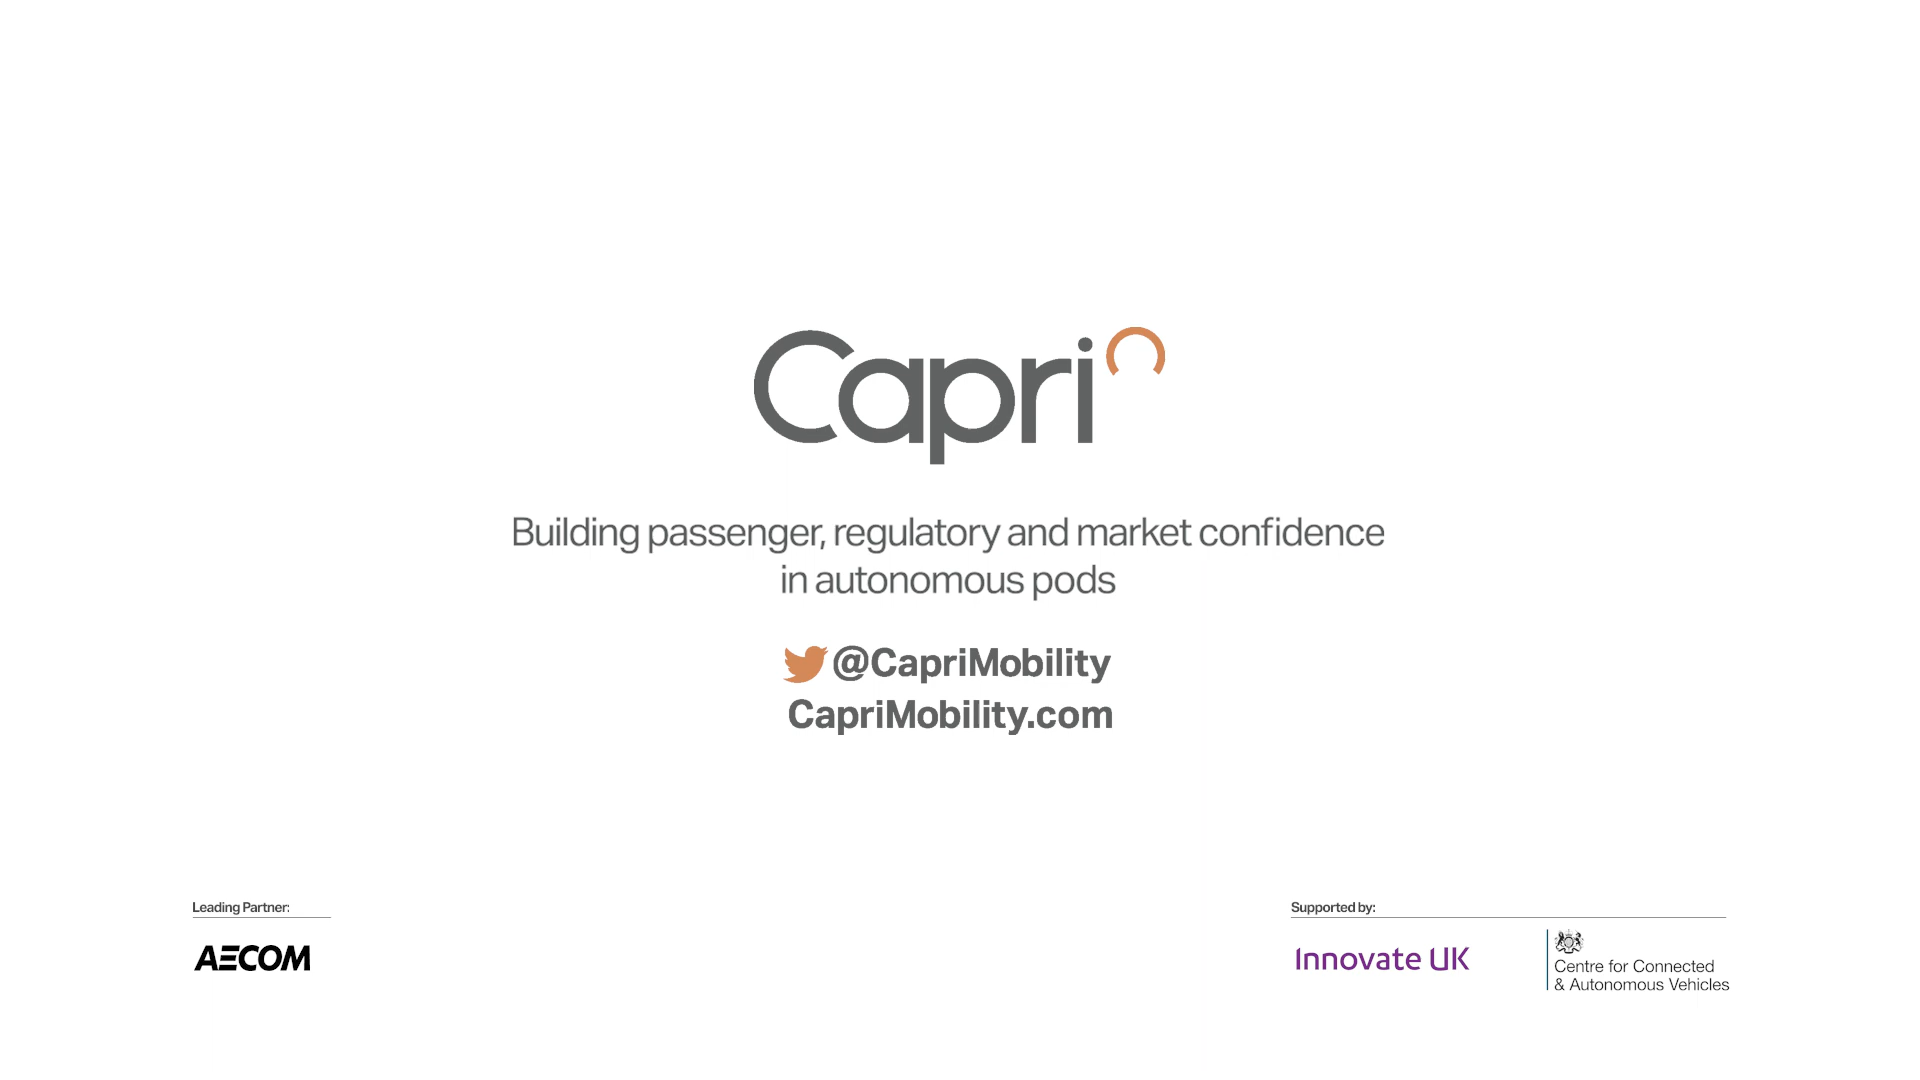 Capri
Building passenger, regulatory and market confidence
in autonomous pods
@CapriMobility
CapriMobility.com
Leading Partner:
AECOM
Supported by:
Innovate UK
Centre for Connected
& Autonomous Vehicles